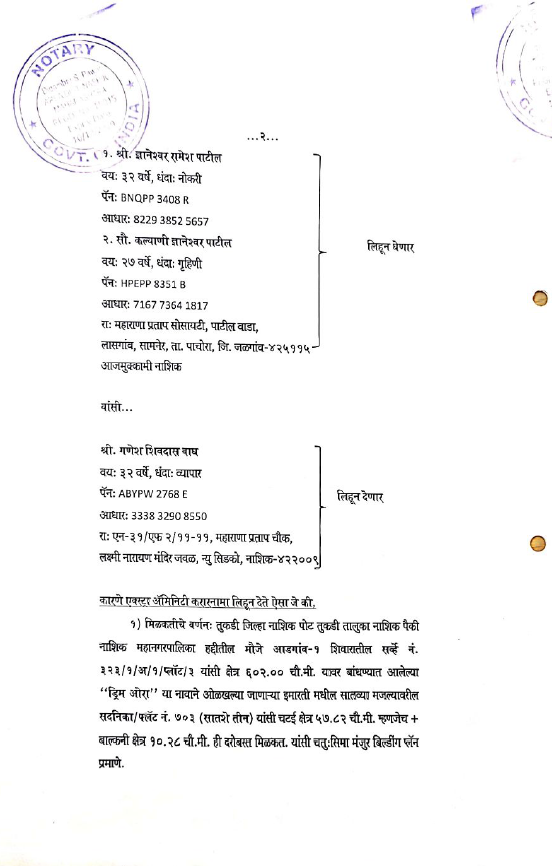 NOTARY
GOVT. OF INDIA
...२...
१. श्री. ज्ञानेश्वर रामेश पाटील
वयः ३२ वर्षे, धंदाः नोकरी
पॅनः BNQPP 3408 R
आधारः 8229 3852 5657
२. सौ. कल्याणी ज्ञानेश्वर पाटील
वयः २७ वर्षे, धंदाः गृहिणी
पॅनः HPEPP 8351 B
आधारः 7167 7364 1817
राः महाराणा प्रताप सोसायटी, पाटील वाडा,
लासगांव, सामनेर, ता. पाचोरा, जि. जळगांव-४२५११५
आजमुक्कामी नाशिक
लिहून घेणार
यांसी...
श्री. गणेश शिवदास वाघ
वयः ३२ वर्षे, धंदाः व्यापार
पॅनः ABYPW 2768 E
आधारः 3338 3290 8550
राः एन-३१/एफ २/११-११, महाराणा प्रताप चौक,
लक्ष्मी नारायण मंदिर जवळ, न्यु सिडको, नाशिक-४२२००९
लिहून देणार
कारणे एक्स्ट्रा ॲमिनिटी करारनामा लिहून देते ऐसा जे की,
१) मिळकतीचे वर्णनः तुकडी जिल्हा नाशिक पोट तुकडी तालुका नाशिक पैकी
नाशिक महानगरपालिका हद्दीतील मौजे आडगांव-१ शिवारातील सर्व्हे नं.
३२३/१/अ/१/प्लॉट/३ यांसी क्षेत्र ६०२.०० चौ.मी. यावर बांधण्यात आलेल्या
‘‘ड्रिम ओरा’’ या नावाने ओळखल्या जाणाऱ्या इमारती मधील सातव्या मजल्यावरील
सदनिका/फ्लॅट नं. ७०३ (सातशे तीन) यांसी चटई क्षेत्र ५७.८२ चौ.मी. म्हणजेच +
बाल्कनी क्षेत्र १०.२८ चौ.मी. ही दरोबस्त मिळकत. यांसी चतुःसिमा मंजुर बिल्डींग प्लॅन
प्रमाणे.